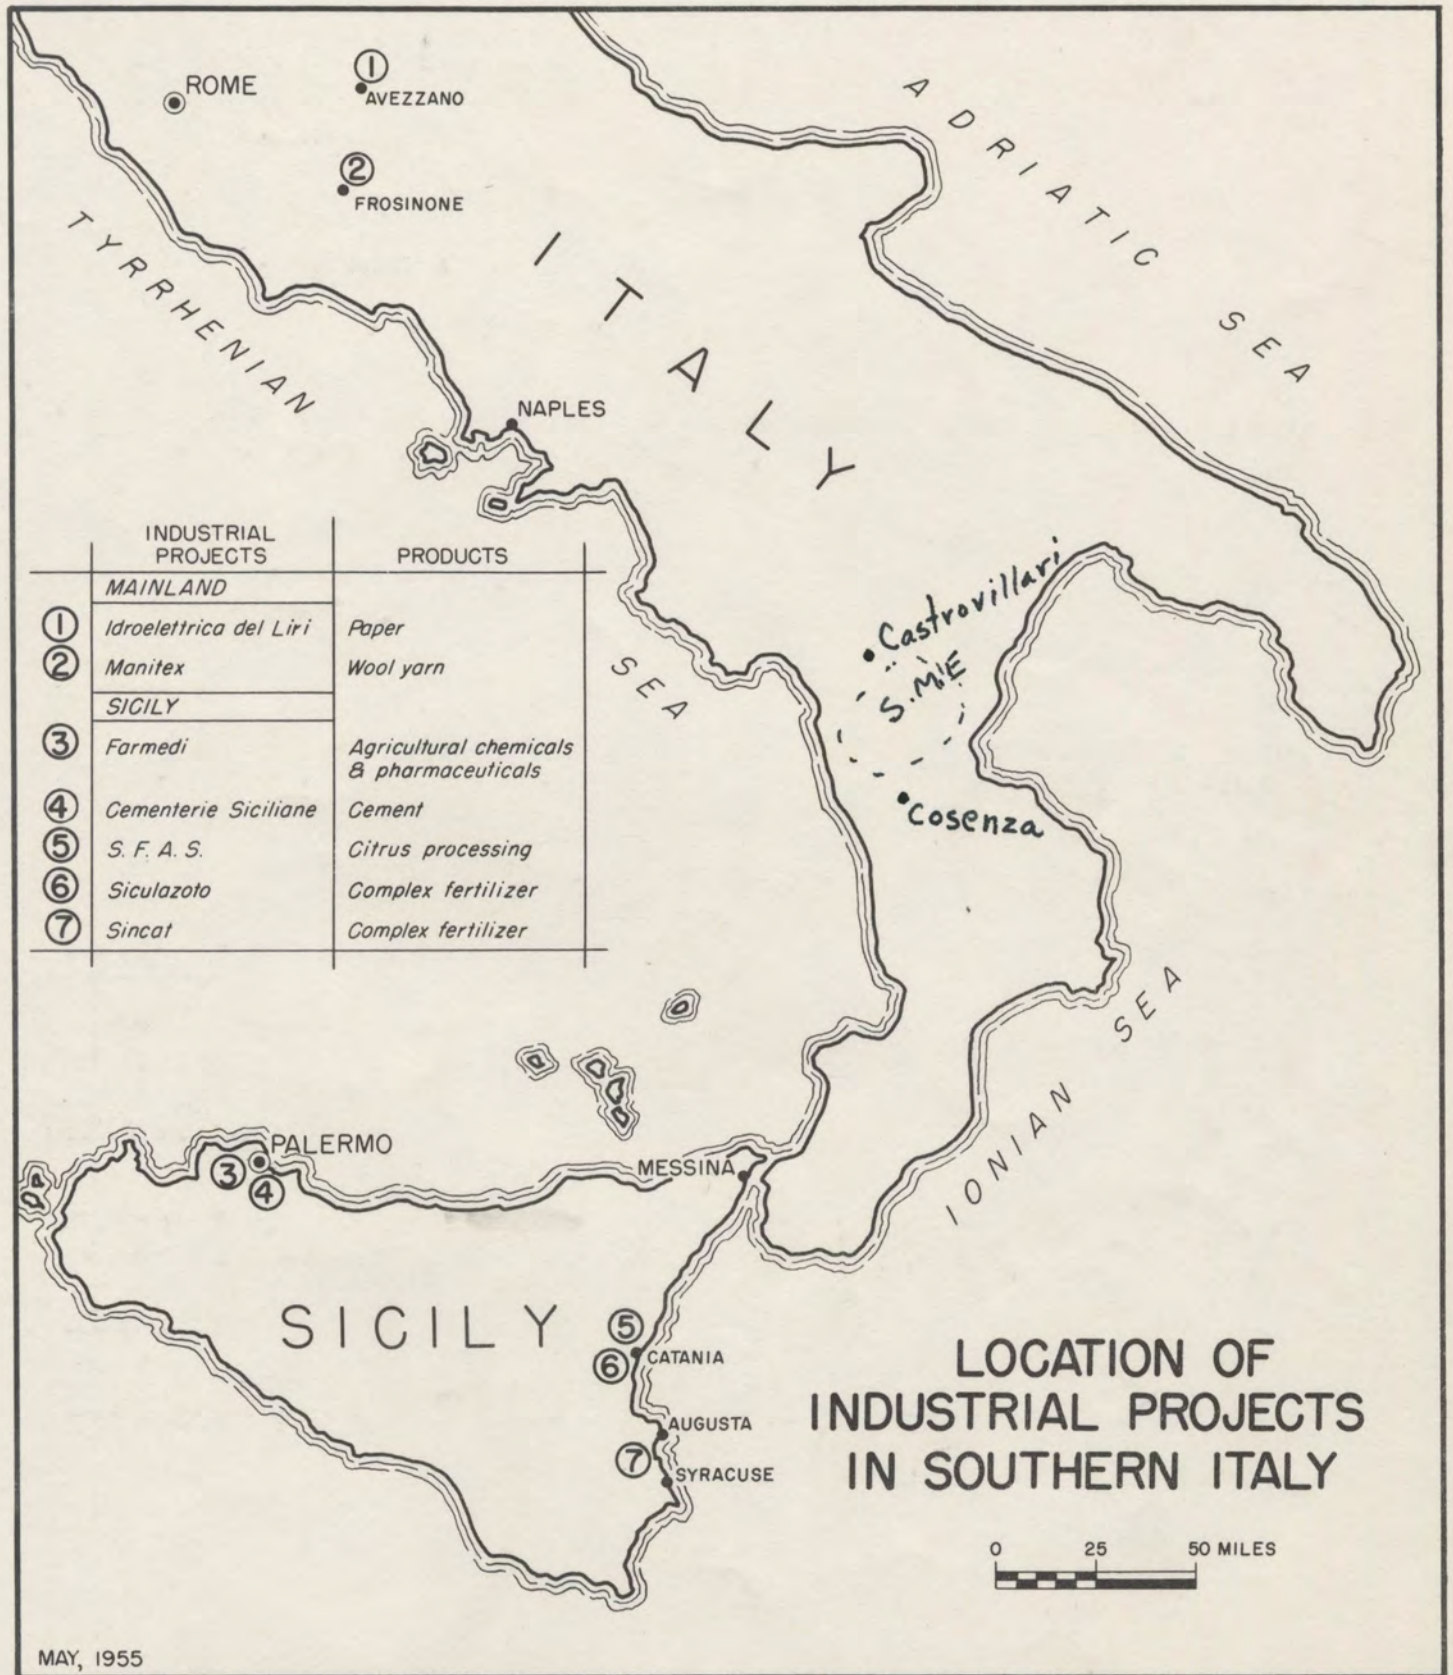 ①
ROME
AVEZZANO
②
FROSINONE
ADRIATIC SEA
TYRRHENIAN
SEA
ITALY
NAPLES
INDUSTRIAL PROJECTS PRODUCTS
MAINLAND
① Idroelettrica del Liri Paper
② Manitex Wool yarn
SICILY
③ Farmedi Agricultural chemicals
& pharmaceuticals
④ Cementerie Siciliane Cement
⑤ S. F. A. S. Citrus processing
⑥ Siculazoto Complex fertilizer
⑦ Sincat Complex fertilizer
Castrovillari
S.M.E
Cosenza
IONIAN SEA
PALERMO
③
④
MESSINA
SICILY
⑤
⑥ CATANIA
AUGUSTA
⑦
SYRACUSE
LOCATION OF
INDUSTRIAL PROJECTS
IN SOUTHERN ITALY
0 25 50 MILES
MAY, 1955